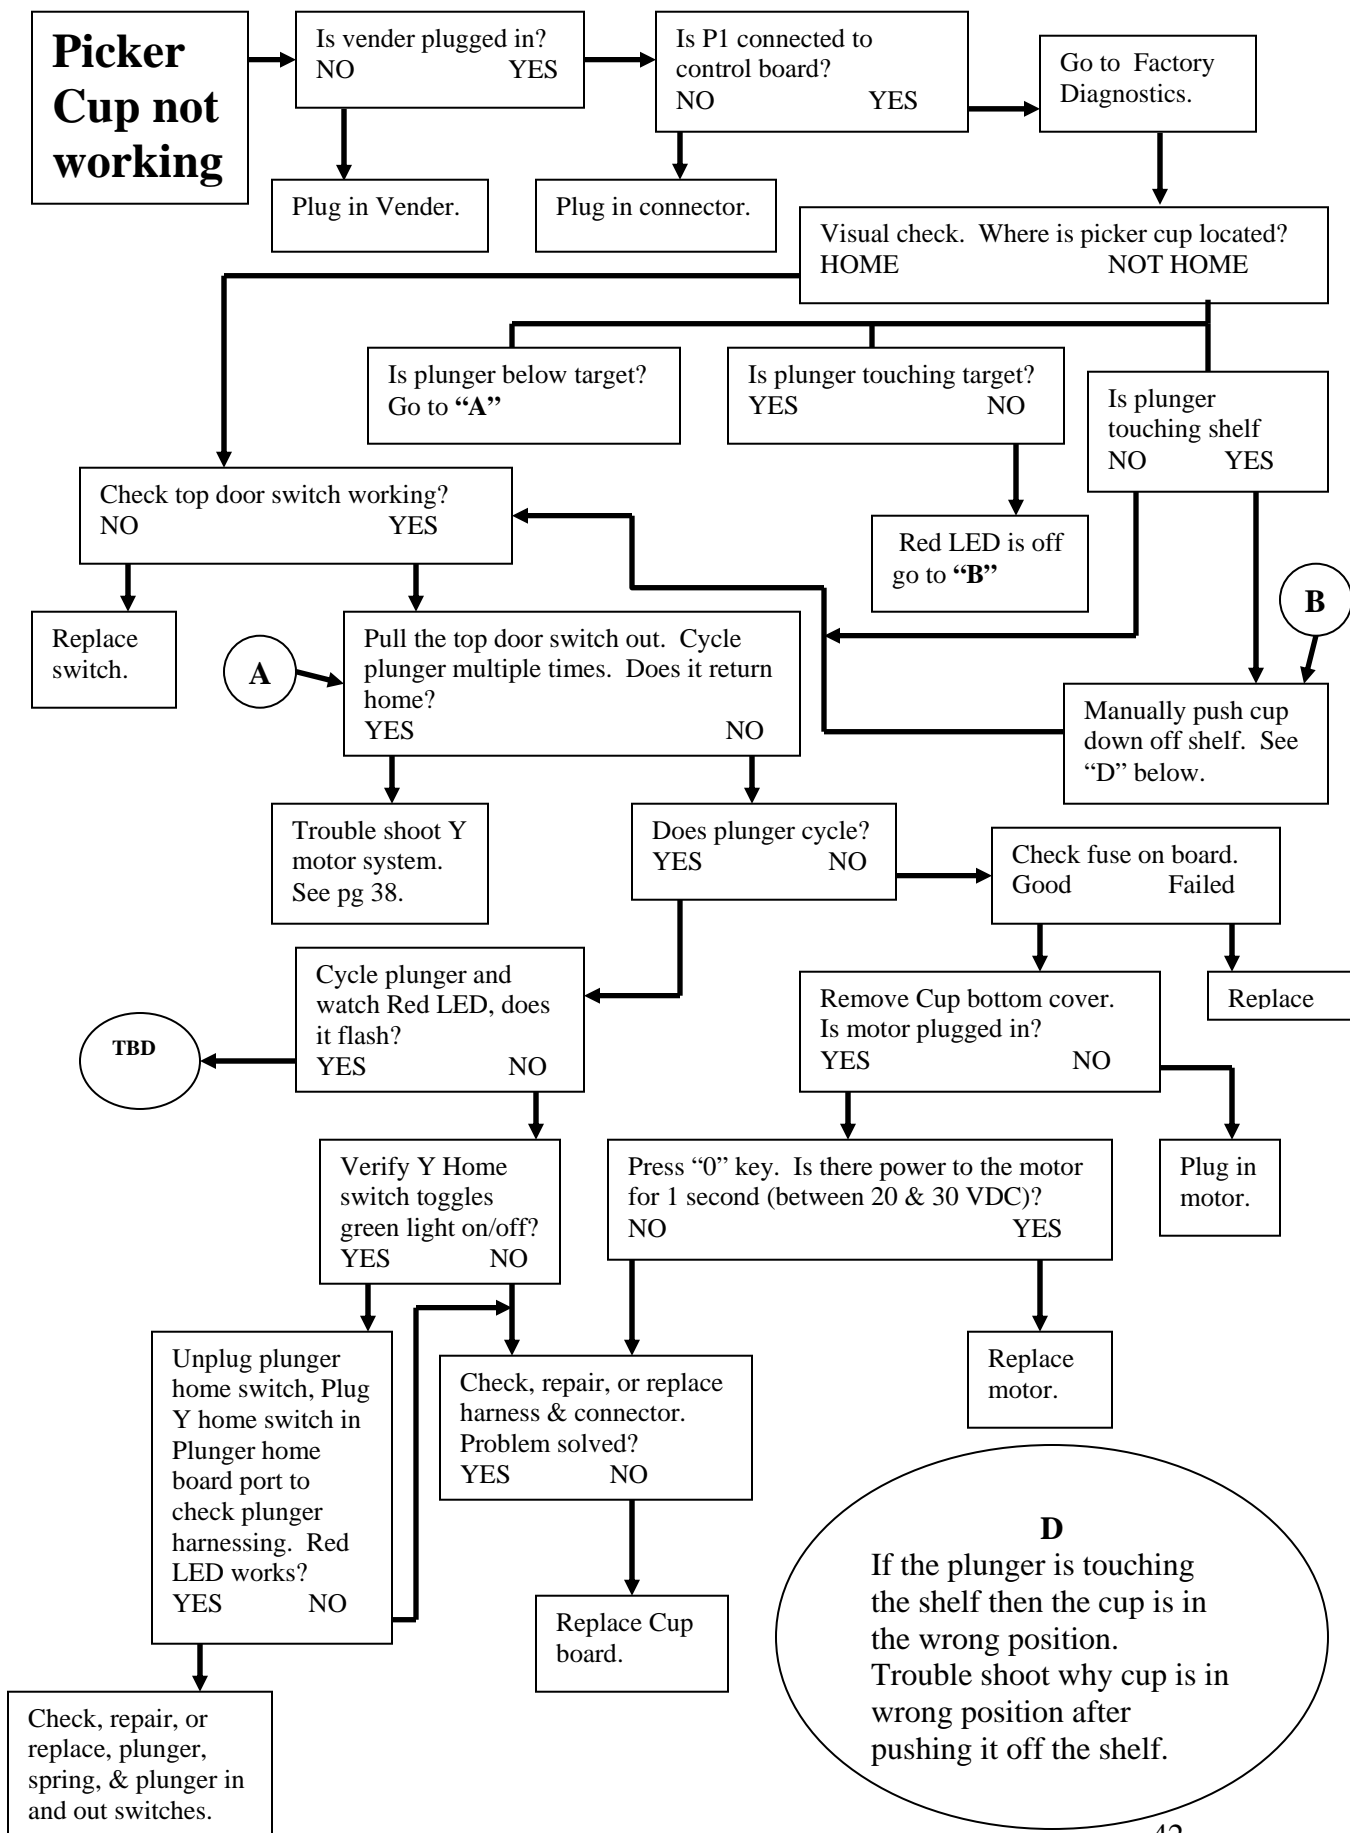 Picker
Cup not
working
Is vender plugged in?
NO YES
Is P1 connected to
control board?
NO YES
Go to Factory
Diagnostics.
Plug in Vender.
Plug in connector.
Visual check. Where is picker cup located?
HOME NOT HOME
Is plunger below target?
Go to “A”
Is plunger touching target?
YES NO
Is plunger
touching shelf
NO YES
Check top door switch working?
NO YES
Red LED is off
go to “B”
B
Replace
switch.
A
Pull the top door switch out. Cycle
plunger multiple times. Does it return
home?
YES NO
Manually push cup
down off shelf. See
“D” below.
Trouble shoot Y
motor system.
See pg 38.
Does plunger cycle?
YES NO
Check fuse on board.
Good Failed
Cycle plunger and
watch Red LED, does
it flash?
YES NO
TBD
Remove Cup bottom cover.
Is motor plugged in?
YES NO
Replace
Verify Y Home
switch toggles
green light on/off?
YES NO
Press “0” key. Is there power to the motor
for 1 second (between 20 & 30 VDC)?
NO YES
Plug in
motor.
Unplug plunger
home switch, Plug
Y home switch in
Plunger home
board port to
check plunger
harnessing. Red
LED works?
YES NO
Check, repair, or replace
harness & connector.
Problem solved?
YES NO
Replace
motor.
Replace Cup
board.
D
If the plunger is touching
the shelf then the cup is in
the wrong position.
Trouble shoot why cup is in
wrong position after
pushing it off the shelf.
Check, repair, or
replace, plunger,
spring, & plunger in
and out switches.
42